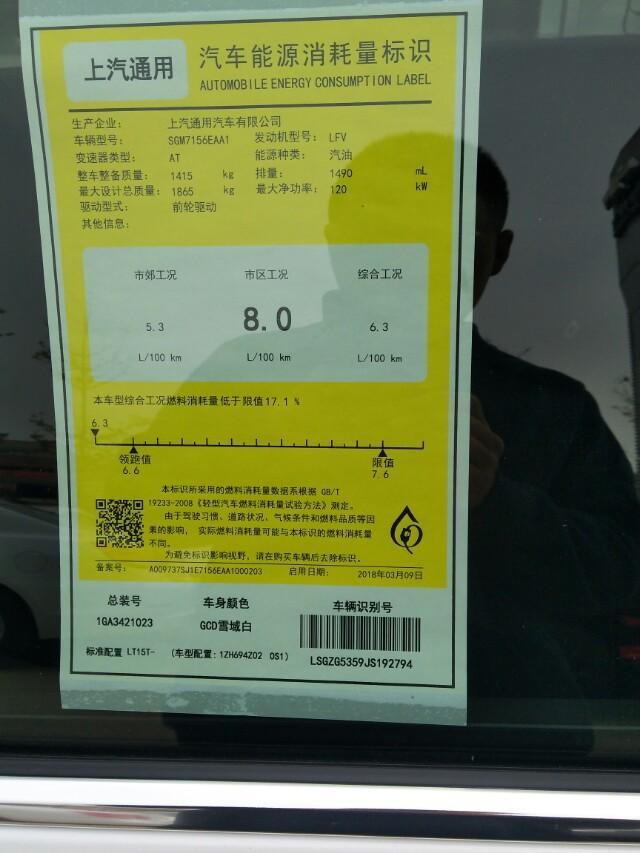 上汽通用
汽车能源消耗量标识
AUTOMOBILE ENERGY CONSUMPTION LABEL
生产企业： 上汽通用汽车有限公司
车辆型号： SGM7156EAA1 发动机型号： LFV
变速器类型： AT 能源种类： 汽油
整车整备质量： 1415 kg 排量： 1490 mL
最大设计总质量： 1865 kg 最大净功率： 120 kW
驱动型式： 前轮驱动
其他信息：
市郊工况 市区工况 综合工况
5.3 8.0 6.3
L/100 km L/100 km L/100 km
本车型综合工况燃料消耗量低于限值17.1 %
6.3
领跑值 限值
6.6 7.6
本标识所采用的燃料消耗量数据系根据 GB/T
19233-2008《轻型汽车燃料消耗量试验方法》测定。
由于驾驶习惯、道路状况、气候条件和燃料品质等因
素的影响， 实际燃料消耗量可能与本标识的燃料消耗量
不同。
为避免标识影响视野， 请在购买车辆后去除标识。
备案号： A009737SJ1E7156EAA1000203 启用日期： 2018年03月09日
总装号 车身颜色 车辆识别号
1GA3421023 GCD雪域白
标准配置 LT15T- (车型配置: 1ZH694Z02 0S1) LSGZG5359JS192794